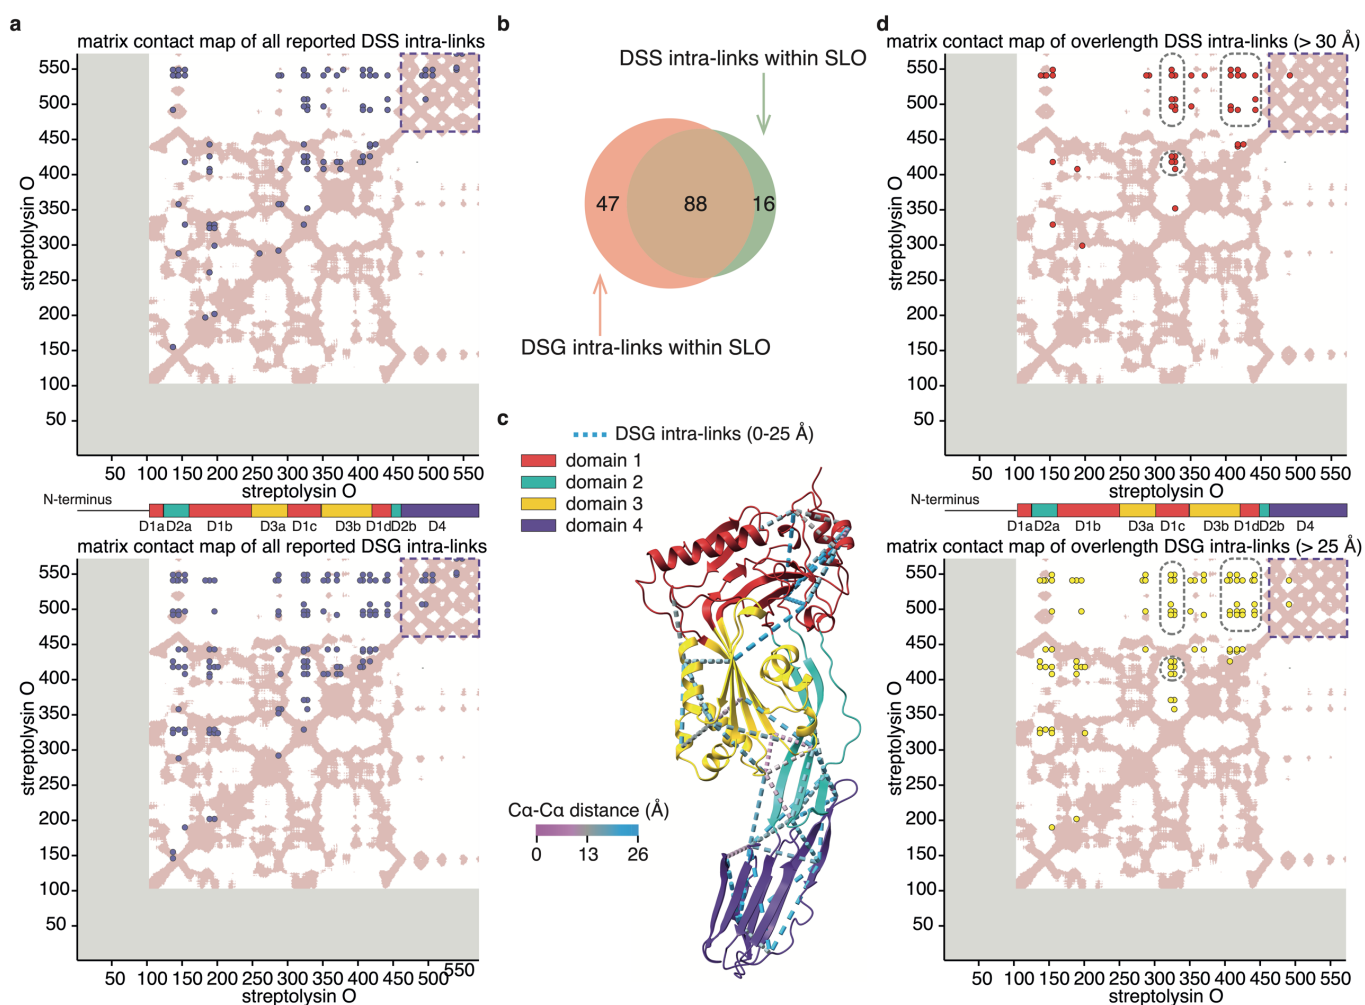 a
matrix contact map of all reported DSS intra-links
550
500
450
400
350
300
250
200
150
100
50
streptolysin O
50 100 150 200 250 300 350 400 450 500 550
streptolysin O
N-terminus
D1a D2a D1b D3a D1c D3b D1d D2b D4
matrix contact map of all reported DSG intra-links
550
500
450
400
350
300
250
200
150
100
50
streptolysin O
50 100 150 200 250 300 350 400 450 500 550
streptolysin O
b
DSS intra-links within SLO
47 88 16
DSG intra-links within SLO
c
DSG intra-links (0-25 Å)
domain 1
domain 2
domain 3
domain 4
Cα-Cα distance (Å)
0 13 26
d
matrix contact map of overlength DSS intra-links (> 30 Å)
550
500
450
400
350
300
250
200
150
100
50
streptolysin O
50 100 150 200 250 300 350 400 450 500 550
streptolysin O
N-terminus
D1a D2a D1b D3a D1c D3b D1d D2b D4
matrix contact map of overlength DSG intra-links (> 25 Å)
550
500
450
400
350
300
250
200
150
100
50
streptolysin O
50 100 150 200 250 300 350 400 450 500 550
streptolysin O